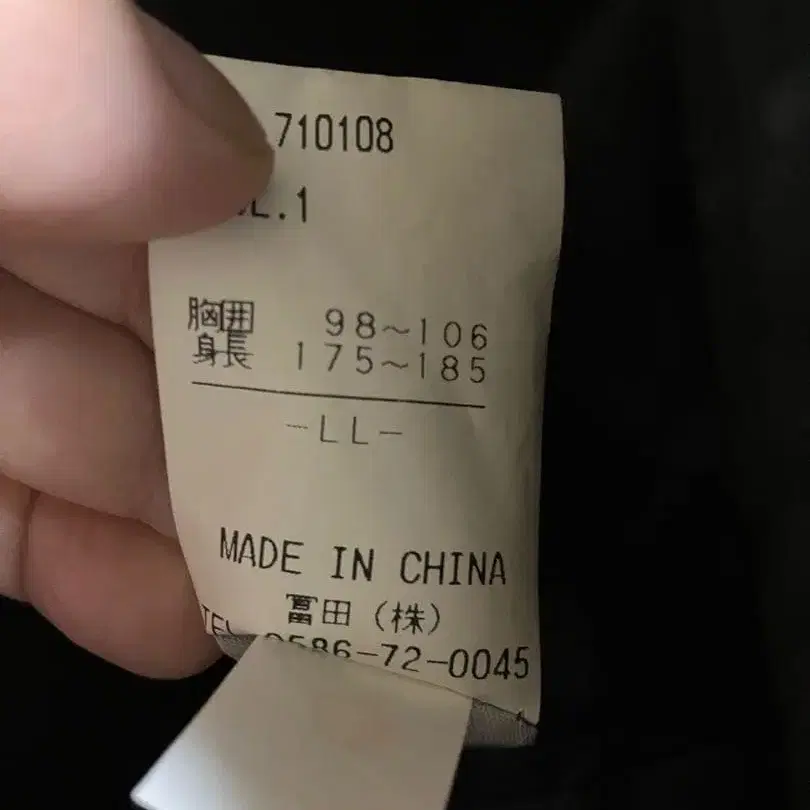 710108
L.1
胸囲 98～106
身長 175～185
-LL-
MADE IN CHINA
冨田（株）
TEL 0586-72-0045